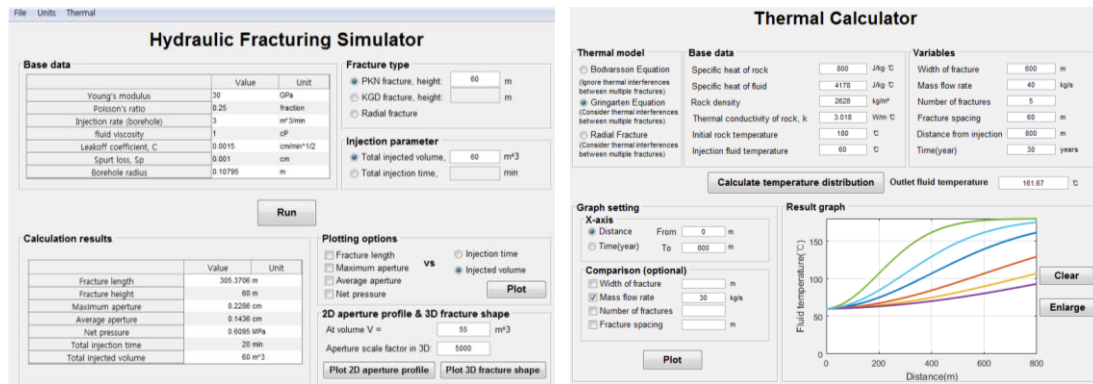 File Units Thermal
Hydraulic Fracturing Simulator
Base data
Value Unit
Young's modulus 30 GPa
Poisson's ratio 0.25 fraction
Injection rate (borehole) 3 m^3/min
fluid viscosity 1 cP
Leakoff coefficient, C 0.0015 cm/min^1/2
Spurt loss, Sp 0.001 cm
Borehole radius 0.10795 m
Fracture type
PKN fracture, height: 60 m
KGD fracture, height: m
Radial fracture
Injection parameter
Total injected volume, 60 m^3
Total injection time, min
Run
Calculation results
Value Unit
Fracture length 305.3706 m
Fracture height 60 m
Maximum aperture 0.2286 cm
Average aperture 0.1436 cm
Net pressure 0.6095 MPa
Total injection time 20 min
Total injected volume 60 m^3
Plotting options
Fracture length
Maximum aperture
Average aperture
Net pressure
vs
Injection time
Injected volume
Plot
2D aperture profile & 3D fracture shape
At volume V = 55 m^3
Aperture scale factor in 3D: 5000
Plot 2D aperture profile Plot 3D fracture shape
Thermal Calculator
Thermal model
Bodvarsson Equation
(Ignore thermal interferences
between multiple fractures)
Gringarten Equation
(Consider thermal interferences
between multiple fractures)
Radial Fracture
(Consider thermal interferences
between multiple fractures)
Base data
Specific heat of rock 800 J/kg·℃
Specific heat of fluid 4178 J/kg·℃
Rock density 2628 kg/m³
Thermal conductivity of rock, k 3.018 W/m·℃
Initial rock temperature 180 ℃
Injection fluid temperature 60 ℃
Variables
Width of fracture 600 m
Mass flow rate 40 kg/s
Number of fractures 5
Fracture spacing 60 m
Distance from injection 800 m
Time(year) 30 years
Calculate temperature distribution Outlet fluid temperature 161.67 ℃
Graph setting
X-axis
Distance From 0 m
Time(year) To 800 m
Comparison (optional)
Width of fracture m
Mass flow rate 30 kg/s
Number of fractures
Fracture spacing m
Plot
Result graph
Fluid temperature(℃)
150
100
50
0
0 200 400 600 800
Distance(m)
Clear
Enlarge